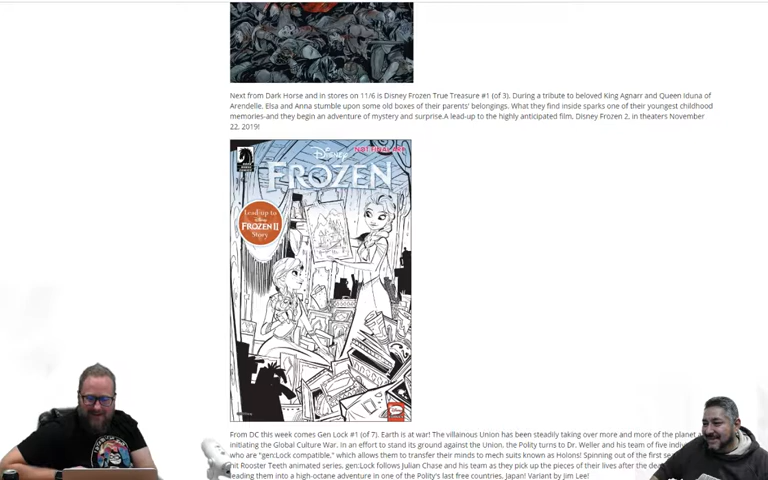 Next from Dark Horse and in stores on 11/6 is Disney Frozen True Treasure #1 (of 3). During a tribute to beloved King Agnarr and Queen Iduna of
Arendelle, Elsa and Anna stumble upon some old boxes of their parents' belongings. What they find inside sparks one of their youngest childhood
memories-and they begin an adventure of mystery and surprise.A lead-up to the highly anticipated film, Disney Frozen 2, in theaters November
22, 2019!
NOT FINAL ART
DISNEY
FROZEN
Lead-up to
FROZEN II
Story
From DC this week comes Gen Lock #1 (of 7). Earth is at war! The villainous Union has been steadily taking over more and more of the planet
initiating the Global Culture War. In an effort to stand its ground against the Union, the Polity turns to Dr. Weller and his team of five
who are "gen:Lock compatible," which allows them to transfer their minds to mech suits known as Holons! Spinning out of the first
hit Rooster Teeth animated series, gen:Lock follows Julian Chase and his team as they pick up the pieces of their lives after the
leading them into a high-octane adventure in one of the Polity's last free countries, Japan! Variant by Jim Lee!